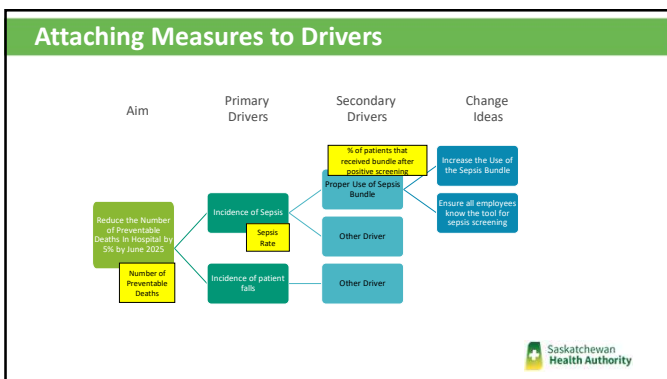 Attaching Measures to Drivers
Aim
Primary
Drivers
Secondary
Drivers
Change
Ideas
Reduce the Number
of Preventable
Deaths In Hospital by
5% by June 2025
Number of
Preventable
Deaths
Incidence of Sepsis
Sepsis
Rate
Incidence of patient
falls
% of patients that
received bundle after
positive screening
Proper Use of Sepsis
Bundle
Other Driver
Other Driver
Increase the Use of
the Sepsis Bundle
Ensure all employees
know the tool for
sepsis screening
Saskatchewan
Health Authority